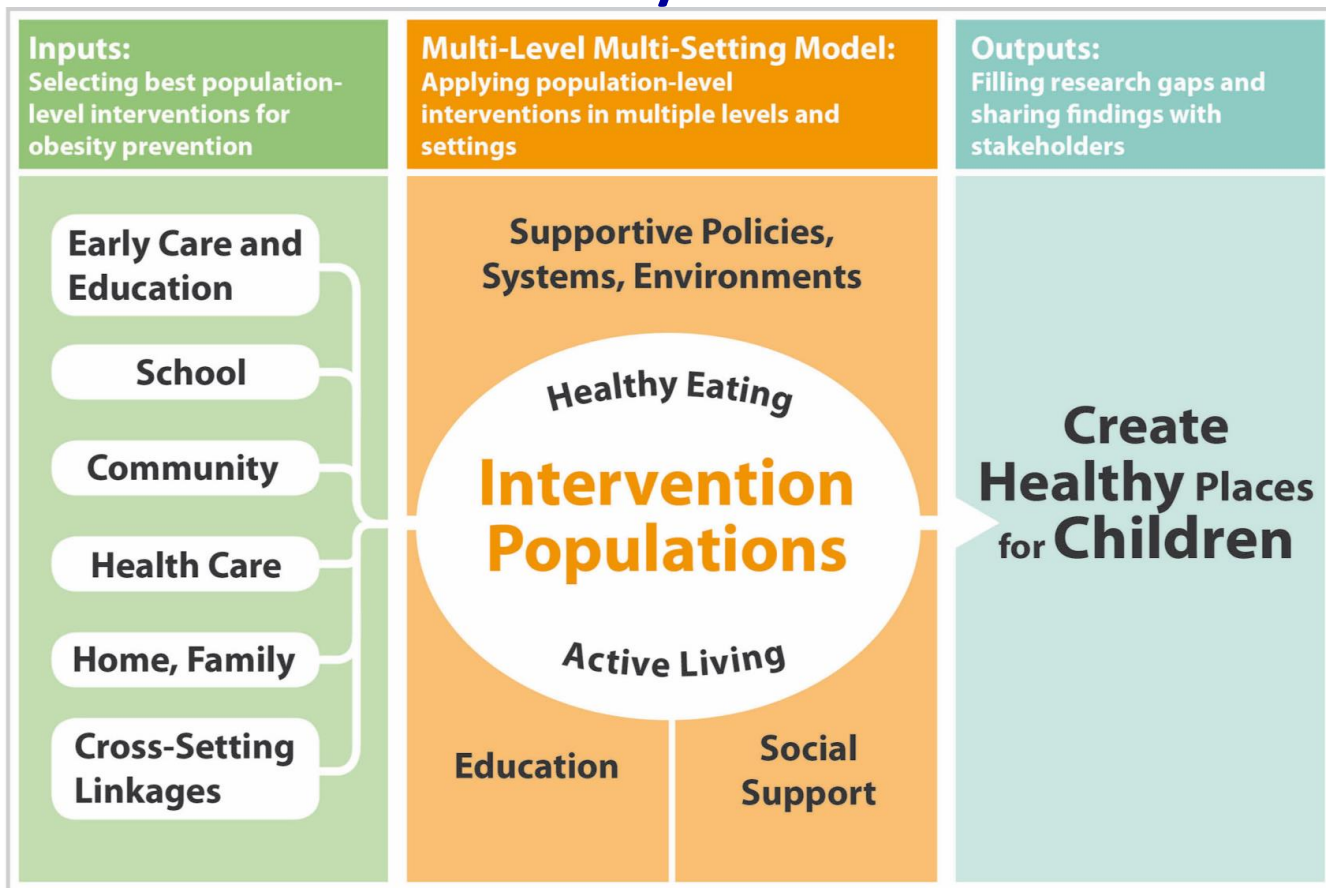 Inputs:
Selecting best population-
level interventions for
obesity prevention
Early Care and
Education
School
Community
Health Care
Home, Family
Cross-Setting
Linkages
Multi-Level Multi-Setting Model:
Applying population-level
interventions in multiple levels and
settings
Supportive Policies,
Systems, Environments
Healthy Eating
Intervention
Populations
Active Living
Education
Social
Support
Outputs:
Filling research gaps and
sharing findings with
stakeholders
Create
Healthy Places
for Children